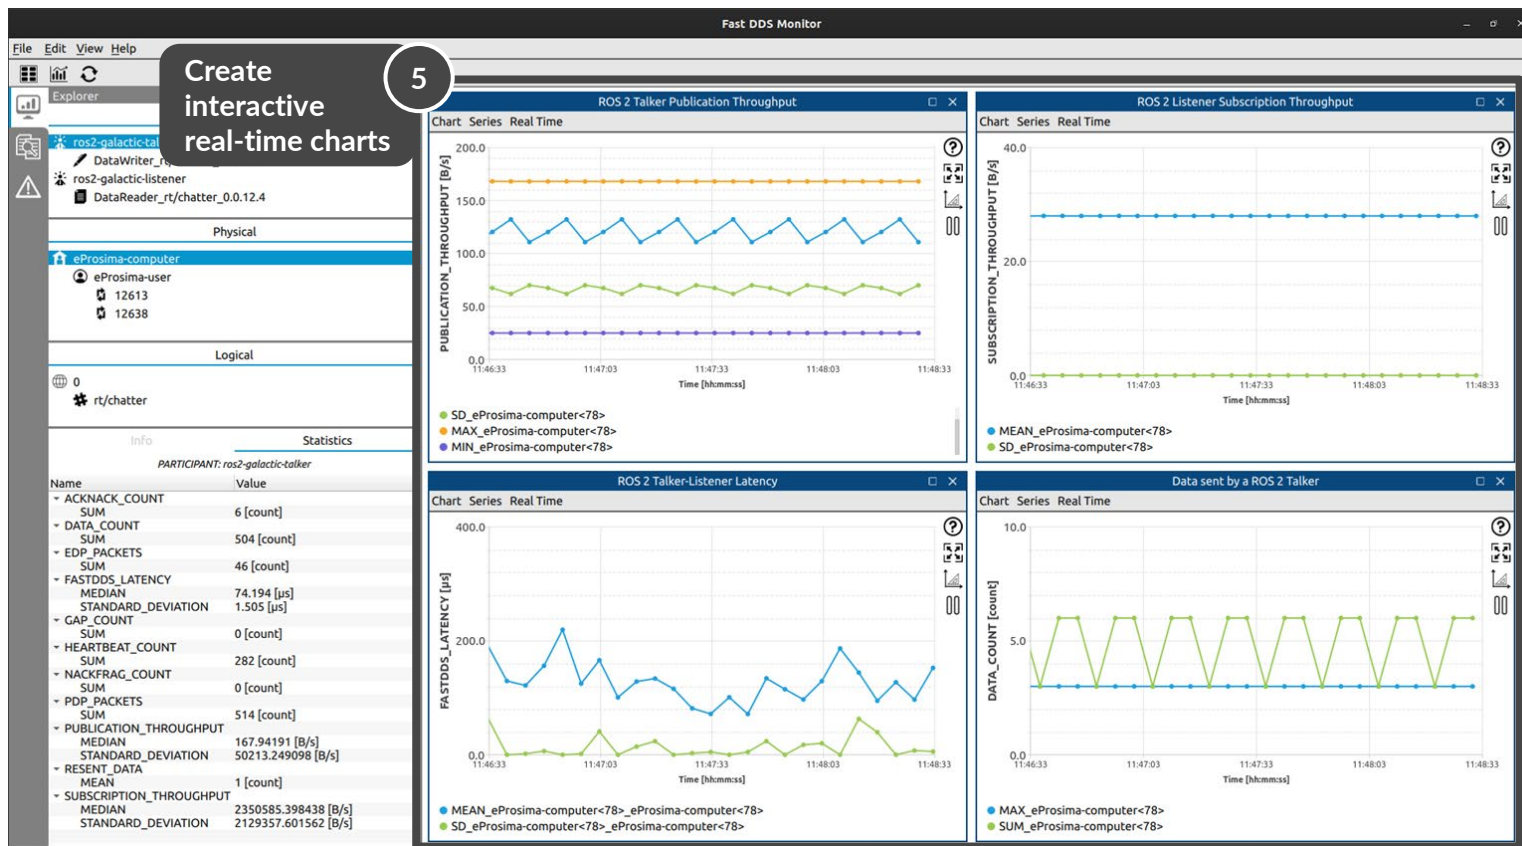 Fast DDS Monitor
File Edit View Help
Create
interactive
real-time charts
5
Explorer
ros2-galactic-tal
DataWriter_rt
ros2-galactic-listener
DataReader_rt/chatter_0.0.12.4
Physical
eProsima-computer
eProsima-user
12613
12638
Logical
0
rt/chatter
Info Statistics
PARTICIPANT: ros2-galactic-talker
Name Value
ACKNACK_COUNT
SUM 6 [count]
DATA_COUNT
SUM 504 [count]
EDP_PACKETS
SUM 46 [count]
FASTDDS_LATENCY
MEDIAN 74.194 [µs]
STANDARD_DEVIATION 1.505 [µs]
GAP_COUNT
SUM 0 [count]
HEARTBEAT_COUNT
SUM 282 [count]
NACKFRAG_COUNT
SUM 0 [count]
PDP_PACKETS
SUM 514 [count]
PUBLICATION_THROUGHPUT
MEDIAN 167.94191 [B/s]
STANDARD_DEVIATION 50213.249098 [B/s]
RESENT_DATA
MEAN 1 [count]
SUBSCRIPTION_THROUGHPUT
MEDIAN 2350585.398438 [B/s]
STANDARD_DEVIATION 2129357.601562 [B/s]
ROS 2 Talker Publication Throughput
Chart Series Real Time
PUBLICATION_THROUGHPUT [B/s]
200.0
150.0
100.0
50.0
0.0
11:46:33 11:47:03 11:47:33 11:48:03 11:48:33
Time [hh:mm:ss]
SD_eProsima-computer<78>
MAX_eProsima-computer<78>
MIN_eProsima-computer<78>
ROS 2 Listener Subscription Throughput
Chart Series Real Time
SUBSCRIPTION_THROUGHPUT [B/s]
40.0
20.0
0.0
11:46:33 11:47:03 11:47:33 11:48:03 11:48:33
Time [hh:mm:ss]
MEAN_eProsima-computer<78>
SD_eProsima-computer<78>
ROS 2 Talker-Listener Latency
Chart Series Real Time
FASTDDS_LATENCY [µs]
400.0
200.0
0.0
11:46:33 11:47:03 11:47:33 11:48:03 11:48:33
Time [hh:mm:ss]
MEAN_eProsima-computer<78>_eProsima-computer<78>
SD_eProsima-computer<78>_eProsima-computer<78>
Data sent by a ROS 2 Talker
Chart Series Real Time
DATA_COUNT [count]
10.0
5.0
0.0
11:46:33 11:47:03 11:47:33 11:48:03 11:48:33
Time [hh:mm:ss]
MAX_eProsima-computer<78>
SUM_eProsima-computer<78>